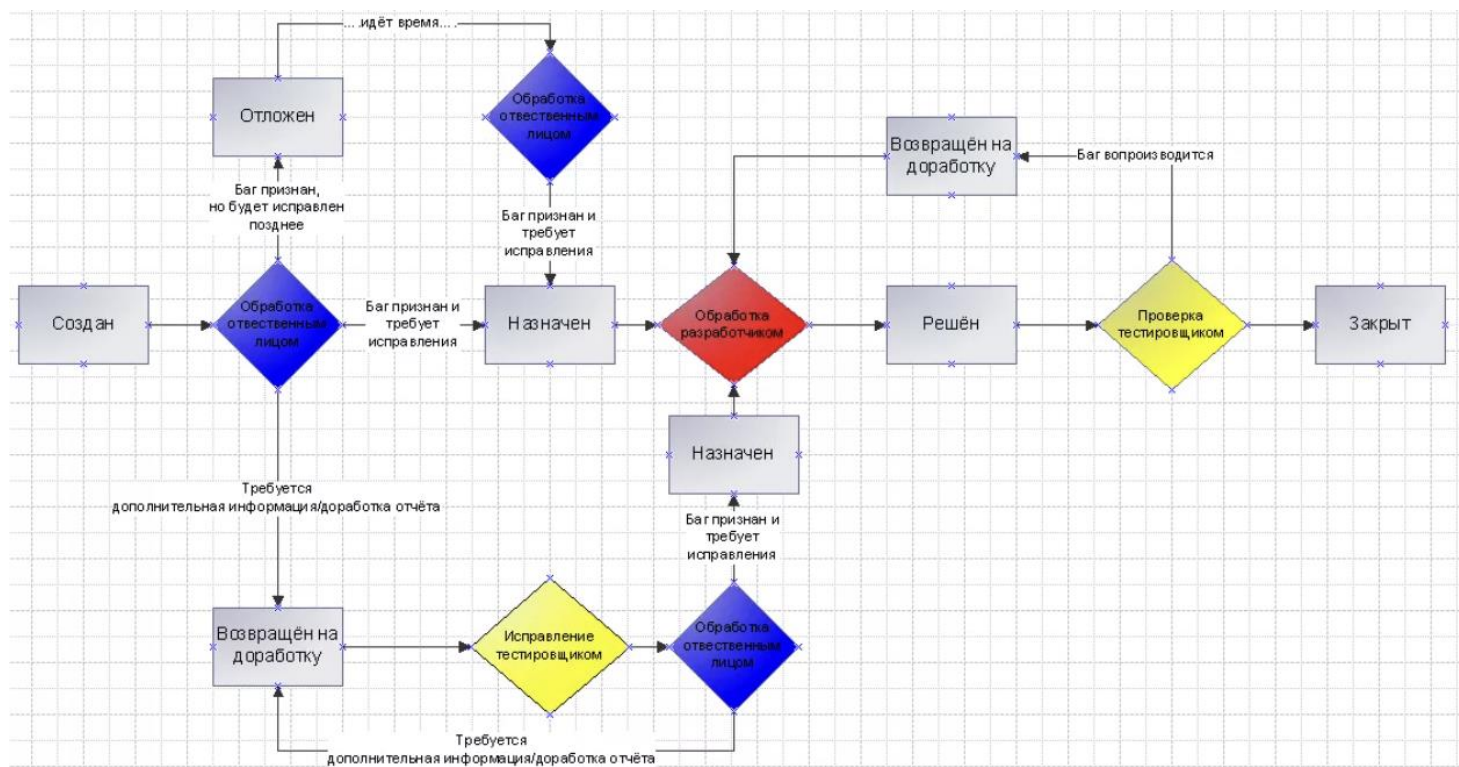 ....идёт время....
Отложен
Обработка
отвественным
лицом
Возвращён на
доработку
Баг вопроизводится
Баг признан,
но будет исправлен
позднее
Баг признан и
требует
исправления
Создан
Обработка
отвественным
лицом
Баг признан и
требует
исправления
Назначен
Обработка
разработчиком
Решён
Проверка
тестировщиком
Закрыт
Назначен
Требуется
дополнительная информация/доработка отчёта
Баг признан и
требует
исправления
Возвращён на
доработку
Исправление
тестировщиком
Обработка
отвественным
лицом
Требуется
дополнительная информация/доработка отчёта